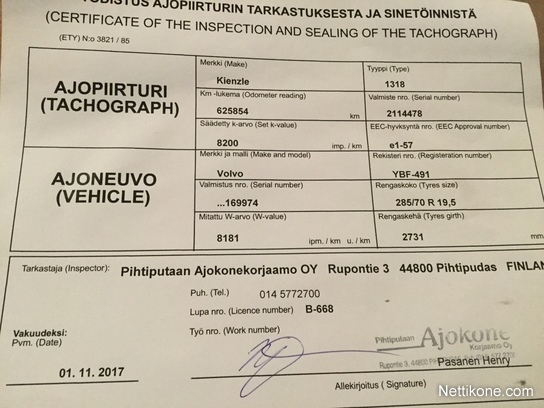 TODISTUS AJOPIIRTURIN TARKASTUKSESTA JA SINETÖINNISTÄ
(CERTIFICATE OF THE INSPECTION AND SEALING OF THE TACHOGRAPH)
(ETY) N:o 3821 / 85
AJOPIIRTURI
(TACHOGRAPH)
Merkki (Make)
Kienzle
Tyyppi (Type)
1318
Km -lukema (Odometer reading)
625854 km
Valmiste nro. (Serial number)
2114478
Säädetty k-arvo (Set k-value)
8200 imp. / km
EEC-hyväksyntä nro. (EEC Approval number)
e1-57
AJONEUVO
(VEHICLE)
Merkki ja malli (Make and model)
Volvo
Rekisteri nro. (Registeration number)
YBF-491
Valmistus nro. (Serial number)
...169974
Rengaskoko (Tyres size)
285/70 R 19,5
Mitattu W-arvo (W-value)
8181 ipm. / km u. / km
Rengaskehä (Tyres girth)
2731 mm
Tarkastaja (Inspector): Pihtiputaan Ajokonekorjaamo OY Rupontie 3 44800 Pihtipudas FINLAN
Puh. (Tel.) 014 5772700
Lupa nro. (Licence number) B-668
Työ nro. (Work number)
Vakuudeksi:
Pvm. (Date)
01. 11. 2017
Pihtiputaan Ajokone
Korjaamo Oy
Rupontie 3, 44800
Pasanen Henry
Allekirjoitus ( Signature)
Nettikone.com